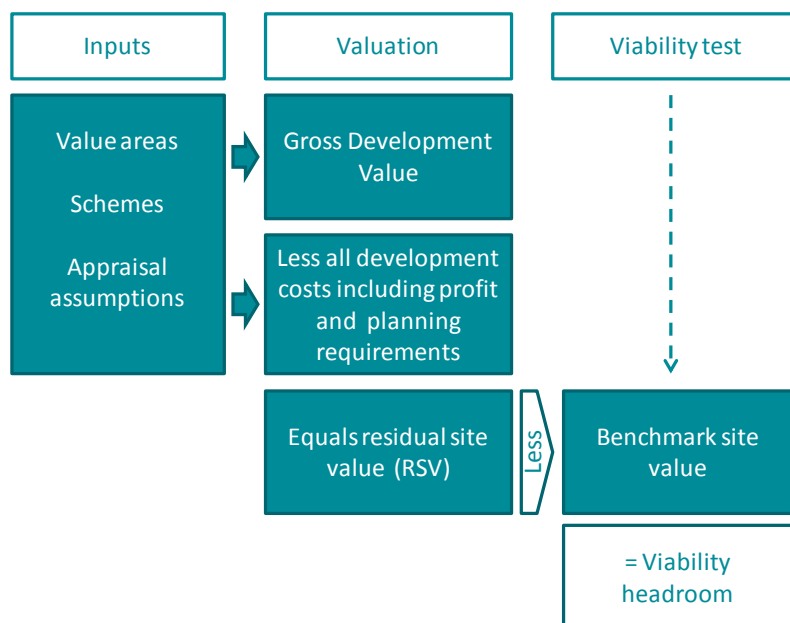 Inputs
Valuation
Viability test
Value areas
Schemes
Appraisal
assumptions
Gross Development
Value
Less all development
costs including profit
and planning
requirements
Equals residual site
value (RSV)
Less
Benchmark site
value
= Viability
headroom